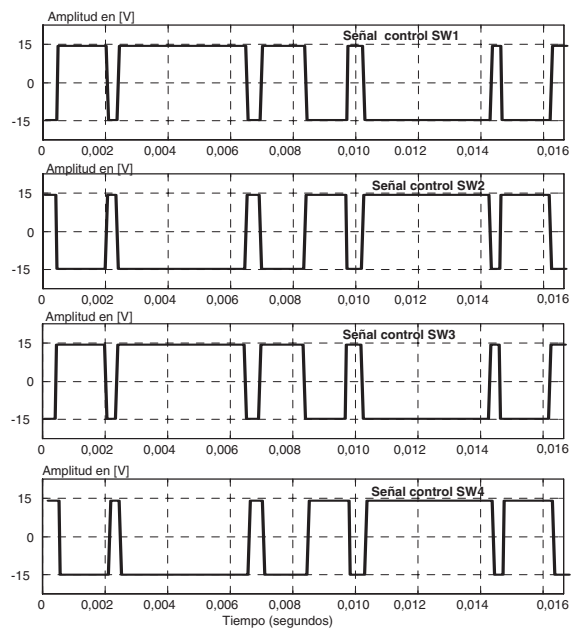 Amplitud en [V]
Señal control SW1
15
0
-15
0 0,002 0,004 0,006 0,008 0,010 0,012 0,014 0,016
Amplitud en [V]
Señal control SW2
15
0
-15
0 0,002 0,004 0,006 0,008 0,010 0.012 0,014 0,016
Amplitud en [V]
Señal control SW3
15
0
-15
0 0,002 0,004 0,006 0,008 0,010 0.012 0,014 0,016
Amplitud en [V]
Señal control SW4
15
0
-15
0 0,002 0,004 0,006 0,008 0,010 0,012 0,014 0,016
Tiempo (segundos)